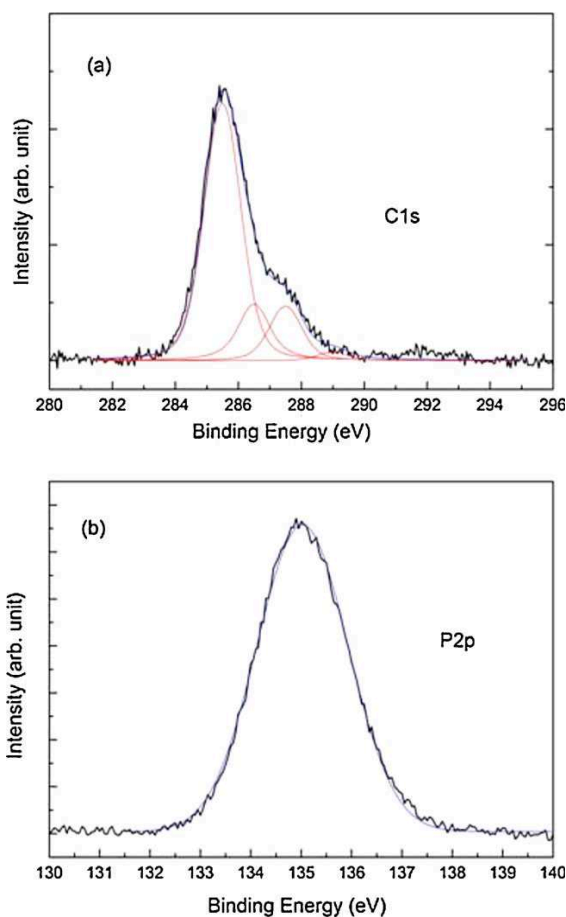 (a)
C1s
Intensity (arb. unit)
280 282 284 286 288 290 292 294 296
Binding Energy (eV)
(b)
P2p
Intensity (arb. unit)
130 131 132 133 134 135 136 137 138 139 140
Binding Energy (eV)